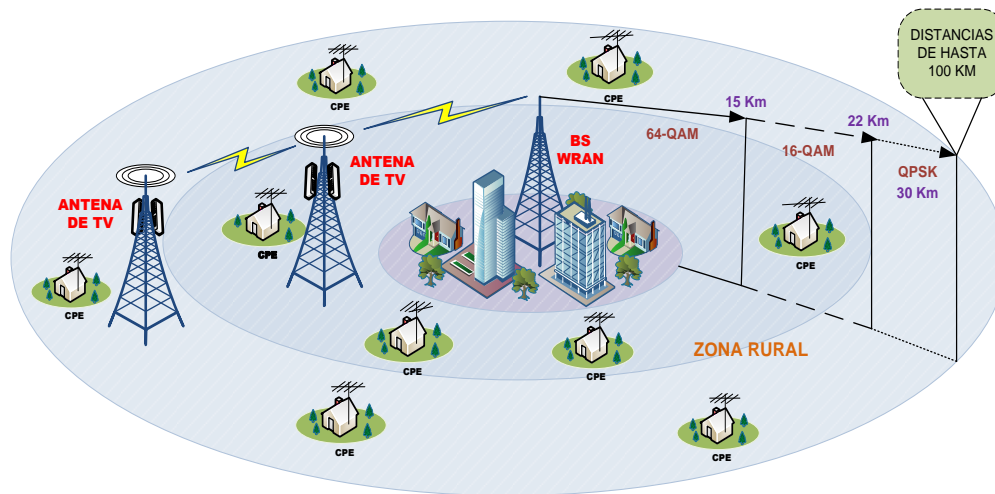 DISTANCIAS
DE HASTA
100 KM
CPE
CPE
15 Km
22 Km
BS
WRAN
64-QAM
16-QAM
QPSK
30 Km
ANTENA
DE TV
ANTENA
DE TV
CPE
CPE
CPE
CPE
CPE
ZONA RURAL
CPE
CPE